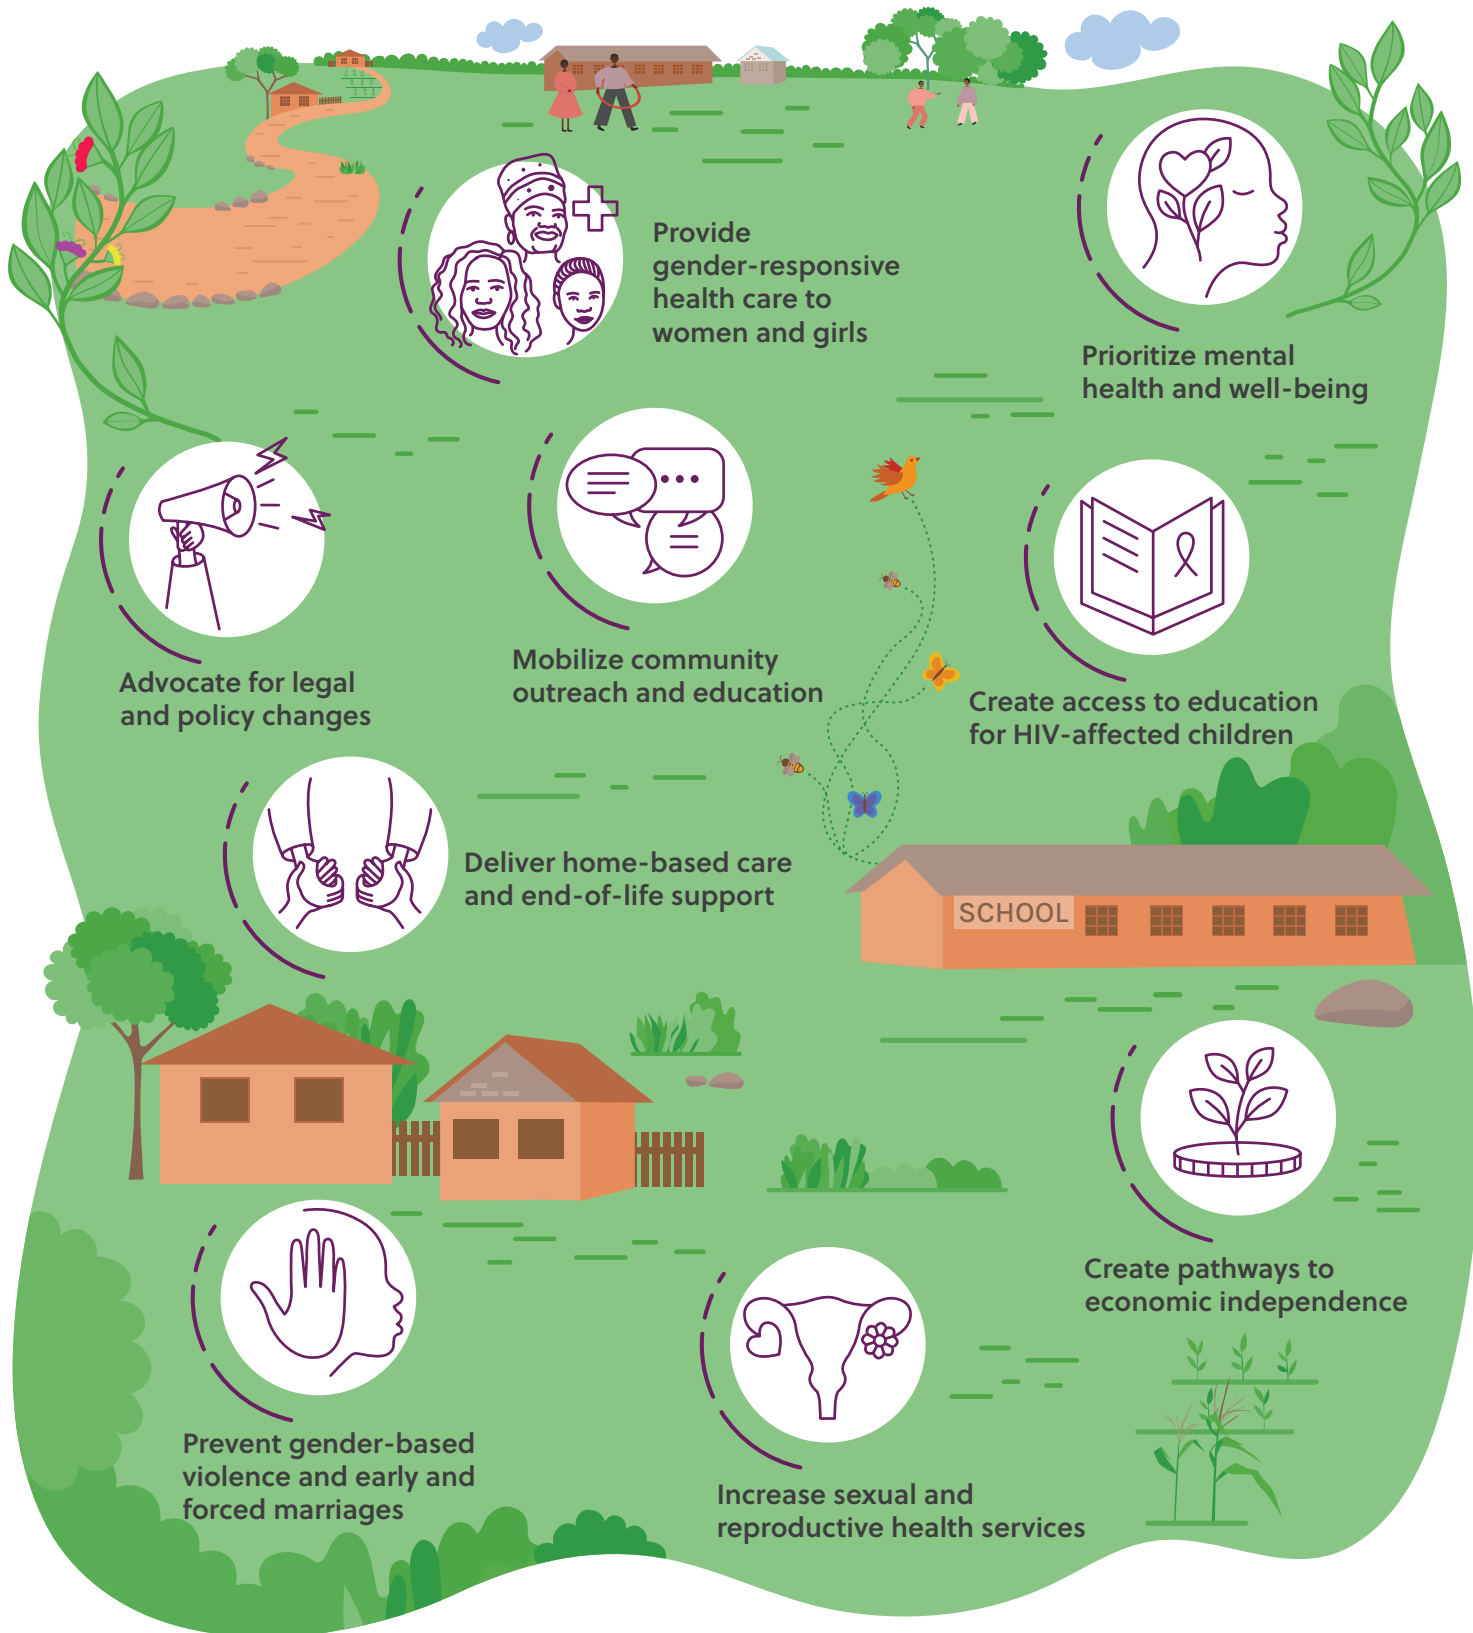 Provide
gender-responsive
health care to
women and girls
Prioritize mental
health and well-being
Advocate for legal
and policy changes
Mobilize community
outreach and education
Create access to education
for HIV-affected children
Deliver home-based care
and end-of-life support
SCHOOL
Create pathways to
economic independence
Prevent gender-based
violence and early and
forced marriages
Increase sexual and
reproductive health services